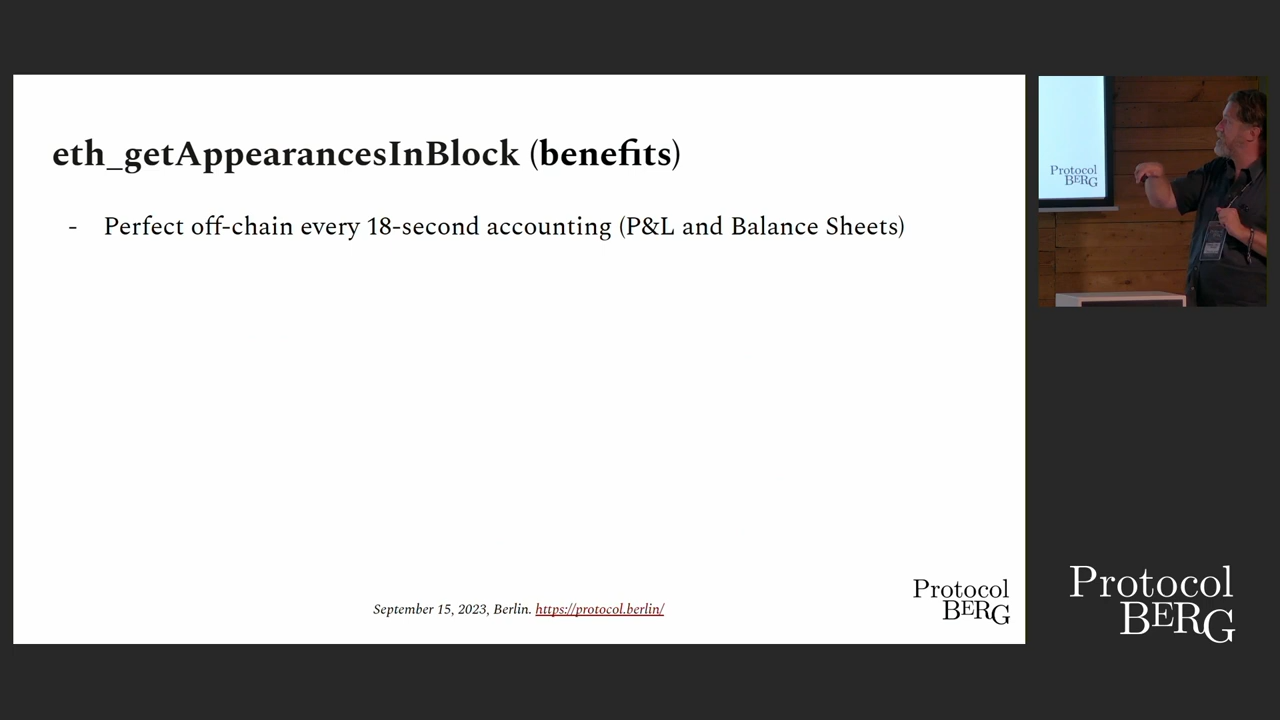 eth_getAppearancesInBlock (benefits)
- Perfect off-chain every 18-second accounting (P&L and Balance Sheets)
September 15, 2023, Berlin. https://protocol.berlin/
Protocol
BERG
Protocol
BERG
Protocol
BERG